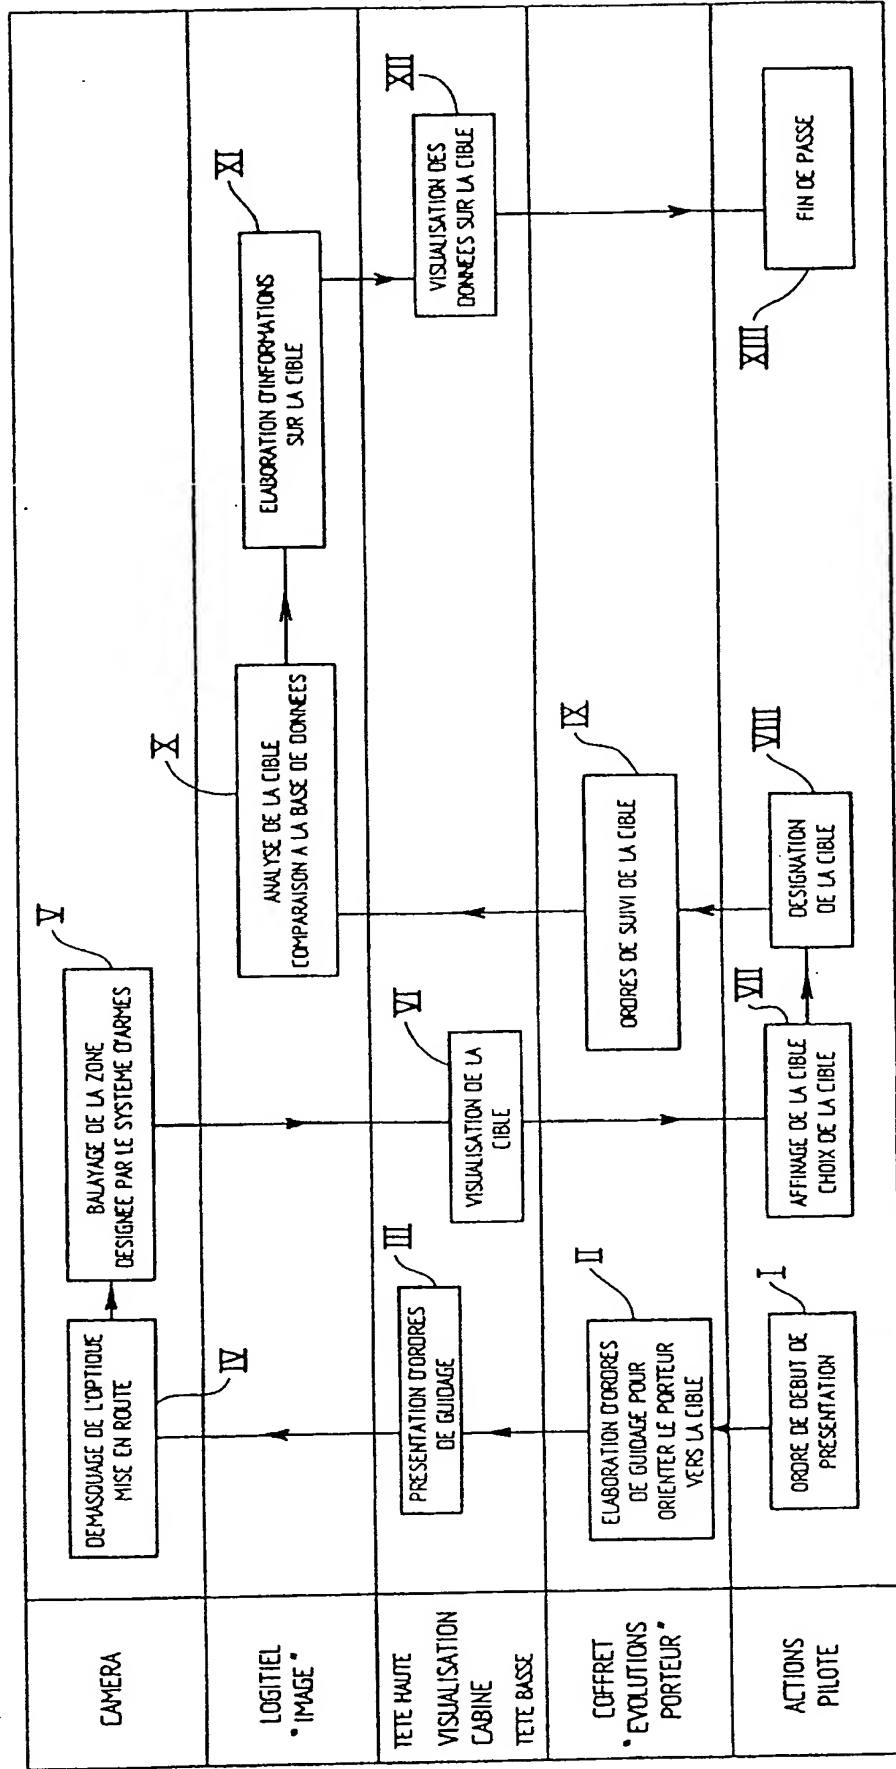 CAMERA
DEMASQUAGE DE L'OPTIQUE
MISE EN ROUTE
IV
BALAYAGE DE LA ZONE
DESIGNEE PAR LE SYSTEME D'ARMES
V
LOGITIEL
"IMAGE"
ANALYSE DE LA CIBLE
COMPARAISON A LA BASE DE DONNEES
X
ELABORATION D'INFORMATIONS
SUR LA CIBLE
XI
TETE HAUTE
VISUALISATION
CABINE
TETE BASSE
PRESENTATION D'ORDRES
DE GUIDAGE
III
VISUALISATION DE LA
CIBLE
VI
VISUALISATION DES
DONNEES SUR LA CIBLE
XII
COFFRET
"EVOLUTIONS
PORTEUR"
ELABORATION D'ORDRES
DE GUIDAGE POUR
ORIENTER LE PORTEUR
VERS LA CIBLE
II
ORDRES DE SUIVI DE LA CIBLE
IX
ACTIONS
PILOTE
ORDRE DE DEBUT DE
PRESENTATION
I
AFFINAGE DE LA CIBLE
CHOIX DE LA CIBLE
VII
DESIGNATION
DE LA CIBLE
VIII
FIN DE PASSE
XIII